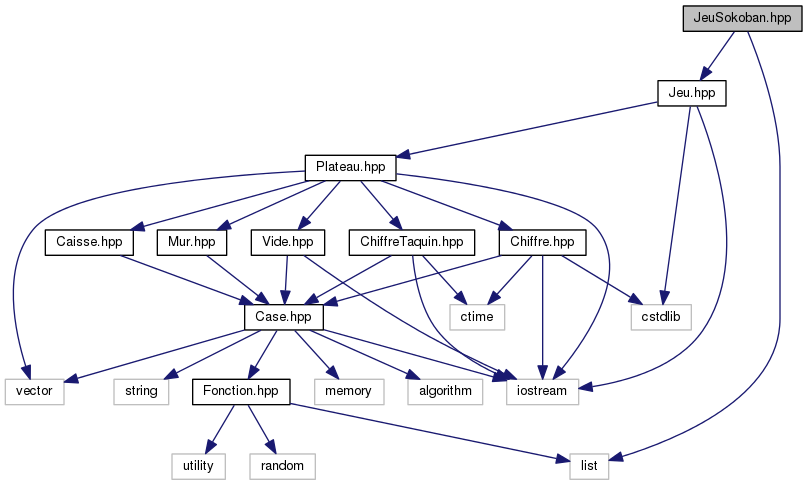 JeuSokoban.hpp
Jeu.hpp
Plateau.hpp
Caisse.hpp
Mur.hpp
Vide.hpp
ChiffreTaquin.hpp
Chiffre.hpp
Case.hpp
ctime
cstdlib
vector
string
Fonction.hpp
memory
algorithm
iostream
utility
random
list